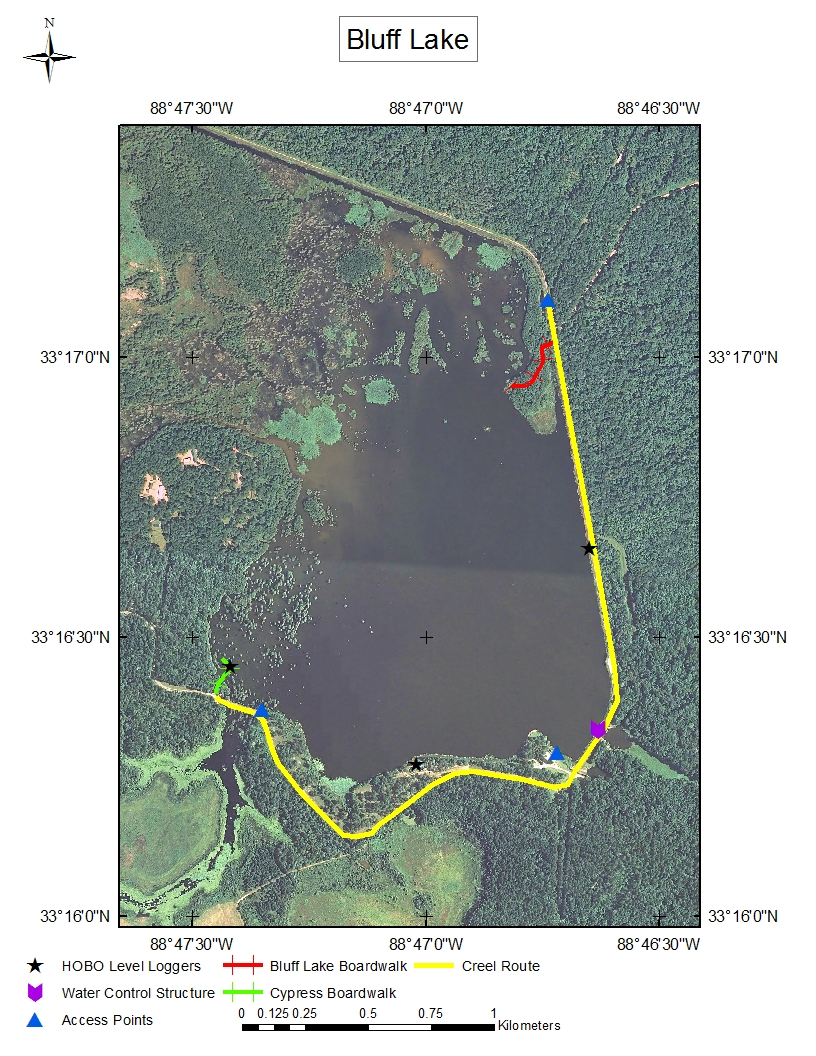 N
Bluff Lake
88°47'30"W 88°47'0"W 88°46'30"W
33°17'0"N 33°17'0"N
33°16'30"N 33°16'30"N
33°16'0"N 33°16'0"N
88°47'30"W 88°47'0"W 88°46'30"W
HOBO Level Loggers Bluff Lake Boardwalk Creel Route
Water Control Structure Cypress Boardwalk
Access Points
0 0.125 0.25 0.5 0.75 1
Kilometers